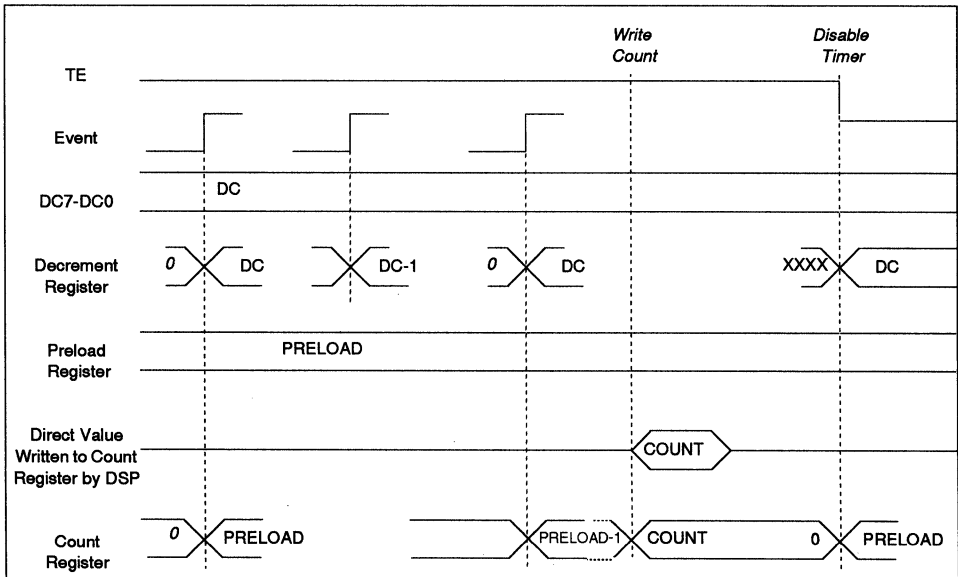 Write
Count
Disable
Timer
TE
Event
DC7-DC0
DC
Decrement
Register
0 DC DC-1 0 DC XXXX DC
Preload
Register
PRELOAD
Direct Value
Written to Count
Register by DSP
COUNT
Count
Register
0 PRELOAD PRELOAD-1 COUNT 0 PRELOAD